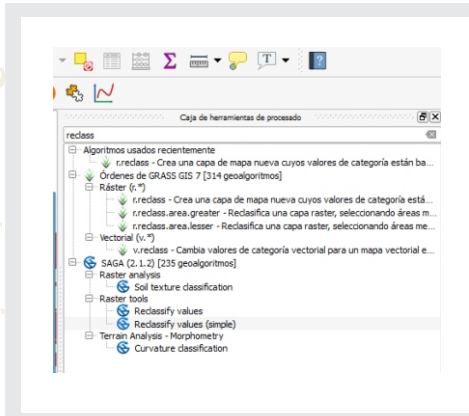 T
?
Caja de herramientas de procesado
reclass
Algoritmos usados recientemente
r.reclass - Crea una capa de mapa nueva cuyos valores de categoría están ba...
Órdenes de GRASS GIS 7 [314 geoalgoritmos]
Ráster (r.*)
r.reclass - Crea una capa de mapa nueva cuyos valores de categoría está...
r.reclass.area.greater - Reclasifica una capa raster, seleccionando áreas m...
r.reclass.area.lesser - Reclasifica una capa raster, seleccionando áreas me...
Vectorial (v.*)
v.reclass - Cambia valores de categoría vectorial para un mapa vectorial e...
SAGA (2.1.2) [235 geoalgoritmos]
Raster analysis
Soil texture classification
Raster tools
Reclassify values
Reclassify values (simple)
Terrain Analysis - Morphometry
Curvature classification